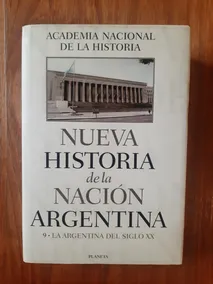 ACADEMIA NACIONAL
DE LA HISTORIA
NUEVA
HISTORIA
de la
NACIÓN
ARGENTINA
9 - LA ARGENTINA DEL SIGLO XX
PLANETA